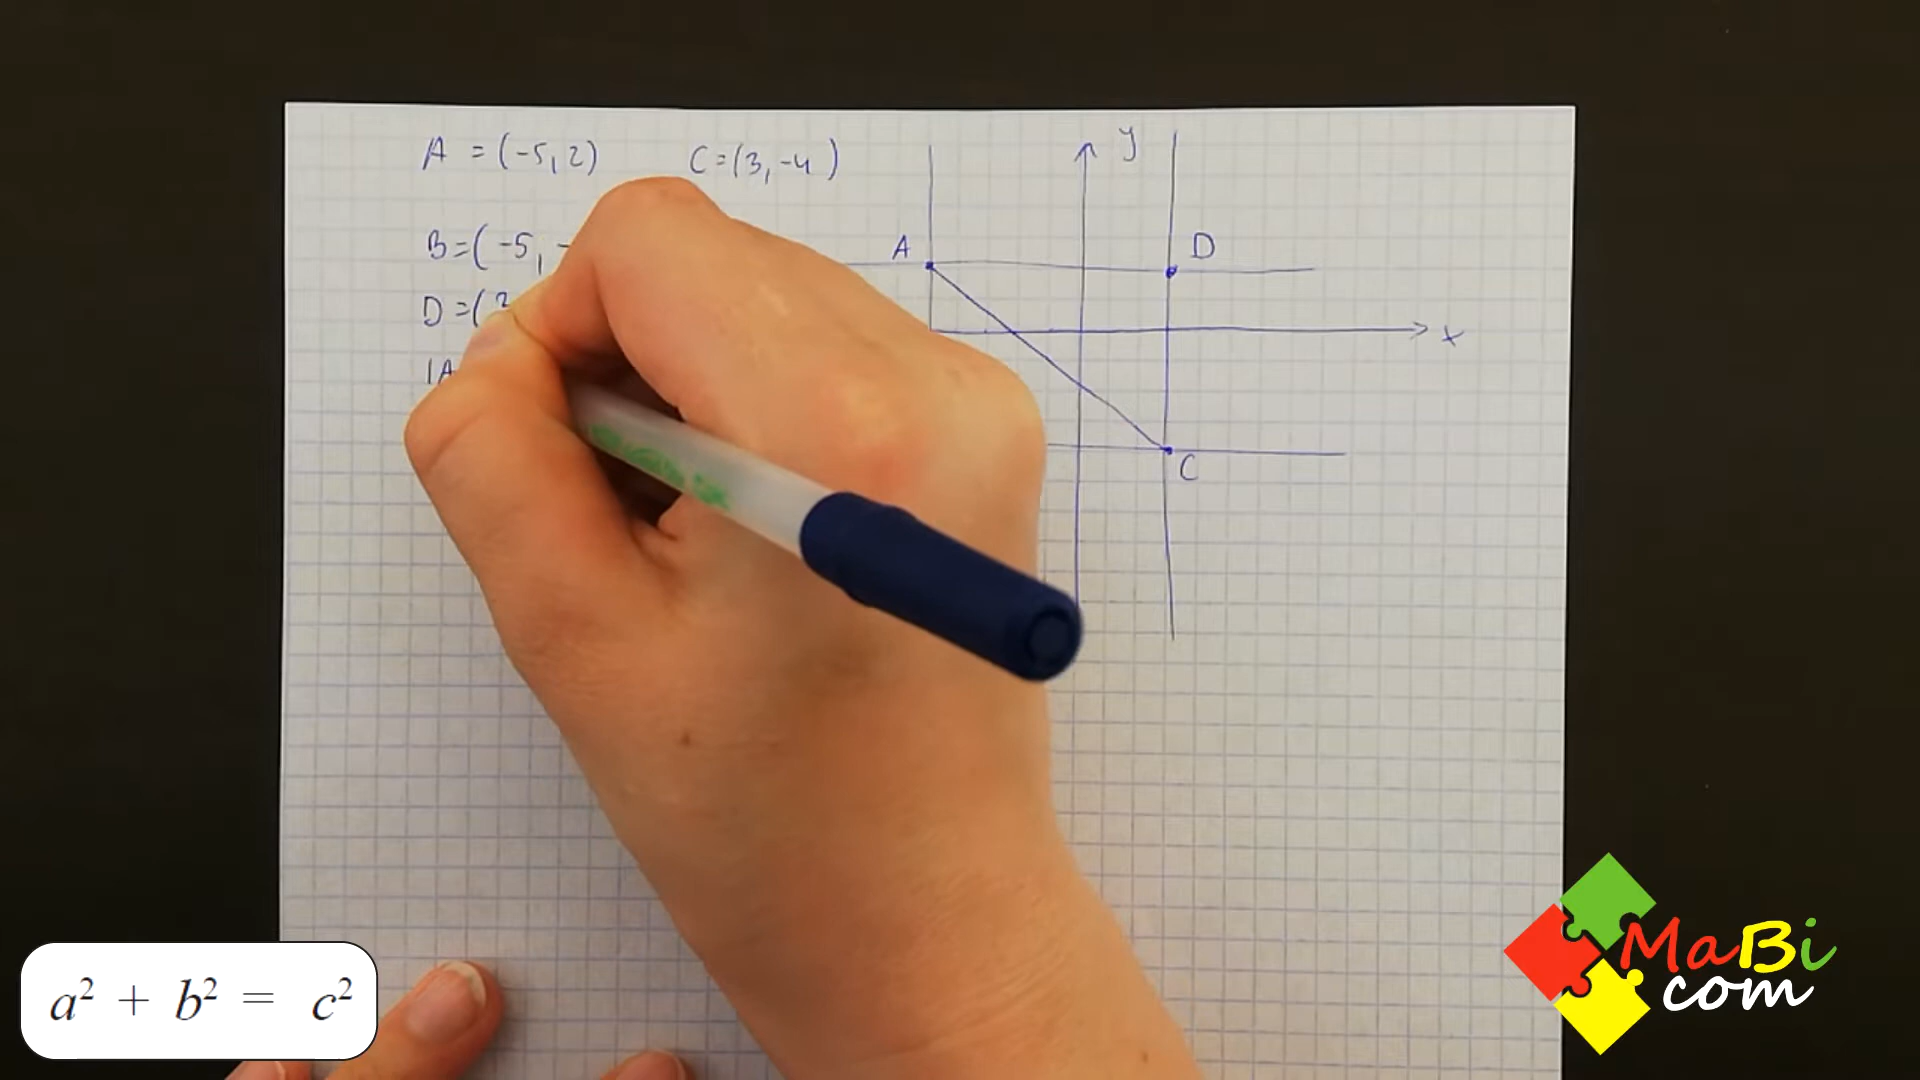 A = (-5, 2) C = (3, -4)
B = (-5, -
D = (
|A
y
A
D
x
C
a² + b² = c²
MaBi
com